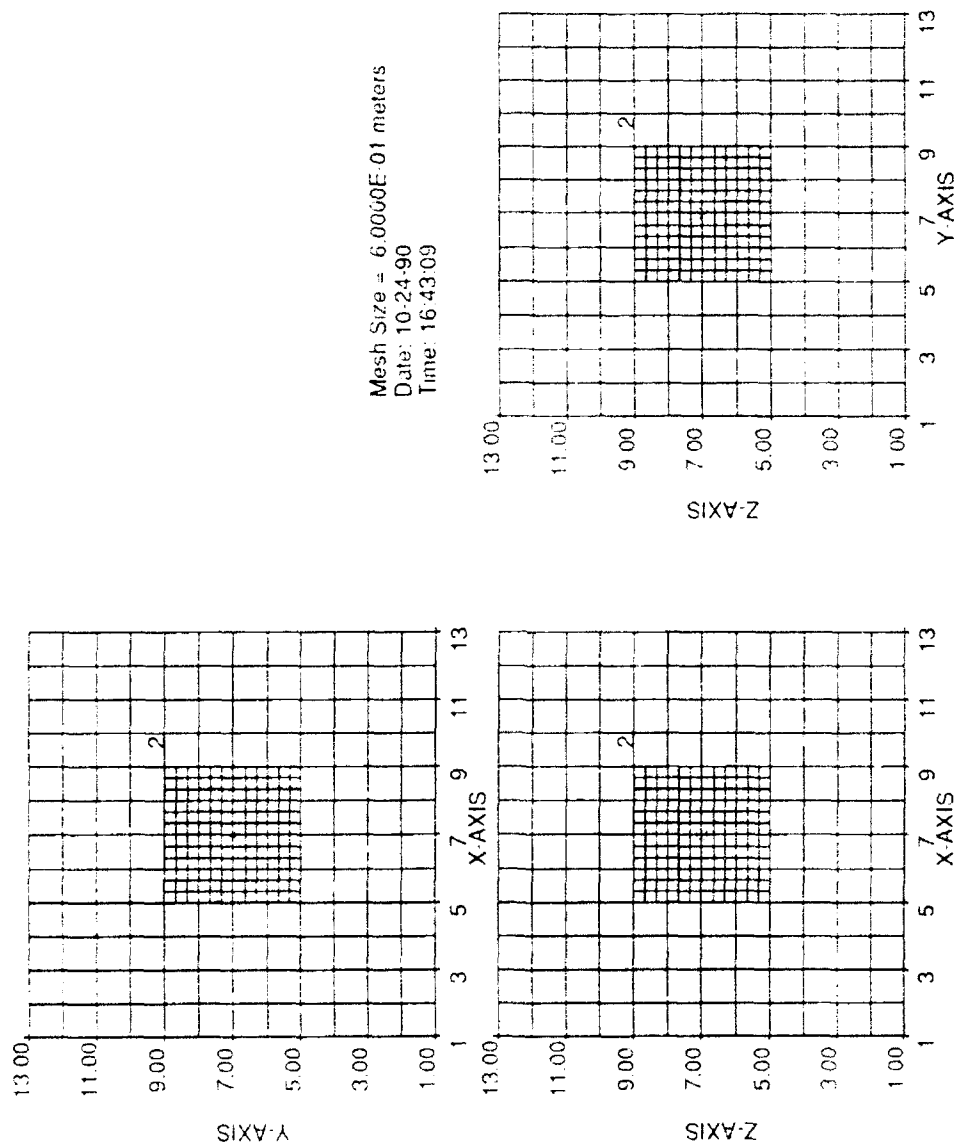 Mesh Size = 6.0000E-01 meters
Date: 10-24-90
Time: 16:43:09
13.00
11.00
9.00
7.00
5.00
3.00
1.00
Y-AXIS
2
1 3 5 7 9 11 13
X-AXIS
13.00
11.00
9.00
7.00
5.00
3.00
1.00
Z-AXIS
2
1 3 5 7 9 11 13
X-AXIS
13.00
11.00
9.00
7.00
5.00
3.00
1.00
Z-AXIS
2
1 3 5 7 9 11 13
Y-AXIS